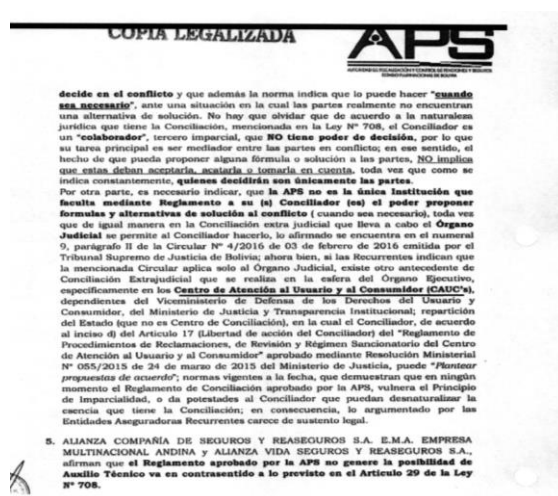 COPIA LEGALIZADA
APS
AUTORIDAD DE FISCALIZACIÓN Y CONTROL DE PENSIONES Y SEGUROS
ESTADO PLURINACIONAL DE BOLIVIA
decide en el conflicto y que además la norma indica que lo puede hacer "cuando
sea necesario", ante una situación en la cual las partes realmente no encuentran
una alternativa de solución. No hay que olvidar que de acuerdo a la naturaleza
jurídica que tiene la Conciliación, mencionada en la Ley N° 708, el Conciliador es
un "colaborador", tercero imparcial, que NO tiene poder de decisión, por lo que
su tarea principal es ser mediador entre las partes en conflicto; en ese sentido, el
hecho de que pueda proponer alguna fórmula o solución a las partes, NO implica
que estas deban aceptarla, acatarla o tomarla en cuenta, toda vez que como se
indica constantemente, quienes decidirán son únicamente las partes.
Por otra parte, es necesario indicar, que la APS no es la única Institución que
faculta mediante Reglamento a su (s) Conciliador (es) el poder proponer
formulas y alternativas de solución al conflicto ( cuando sea necesario), toda vez
que de igual manera en la Conciliación extra judicial que lleva a cabo el Órgano
Judicial se permite al Conciliador hacerlo, lo afirmado se encuentra en el numeral
9, parágrafo II de la Circular N° 4/2016 de 03 de febrero de 2016 emitida por el
Tribunal Supremo de Justicia de Bolivia; ahora bien, si las Recurrentes indican que
la mencionada Circular aplica solo al Órgano Judicial, existe otro antecedente de
Conciliación Extrajudicial que se realiza en la esfera del Órgano Ejecutivo,
específicamente en los Centro de Atención al Usuario y al Consumidor (CAUC's),
dependientes del Viceministerio de Defensa de los Derechos del Usuario y
Consumidor, del Ministerio de Justicia y Transparencia Institucional; repartición
del Estado (que no es Centro de Conciliación), en la cual el Conciliador, de acuerdo
al inciso d) del Artículo 17 (Libertad de acción del Conciliador) del "Reglamento de
Procedimientos de Reclamaciones, de Revisión y Régimen Sancionatorio del Centro
de Atención al Usuario y al Consumidor" aprobado mediante Resolución Ministerial
N° 055/2015 de 24 de marzo de 2015 del Ministerio de Justicia, puede "Plantear
propuestas de acuerdo"; normas vigentes a la fecha, que demuestran que en ningún
momento el Reglamento de Conciliación aprobado por la APS, vulnera el Principio
de Imparcialidad, o da potestades al Conciliador que puedan desnaturalizar la
esencia que tiene la Conciliación; en consecuencia, lo argumentado por las
Entidades Aseguradoras Recurrentes carece de sustento legal.
5. ALIANZA COMPAÑÍA DE SEGUROS Y REASEGUROS S.A. E.M.A. EMPRESA
MULTINACIONAL ANDINA y ALIANZA VIDA SEGUROS Y REASEGUROS S.A.,
afirman que el Reglamento aprobado por la APS no genere la posibilidad de
Auxilio Técnico va en contrasentido a lo previsto en el Artículo 29 de la Ley
N° 708.